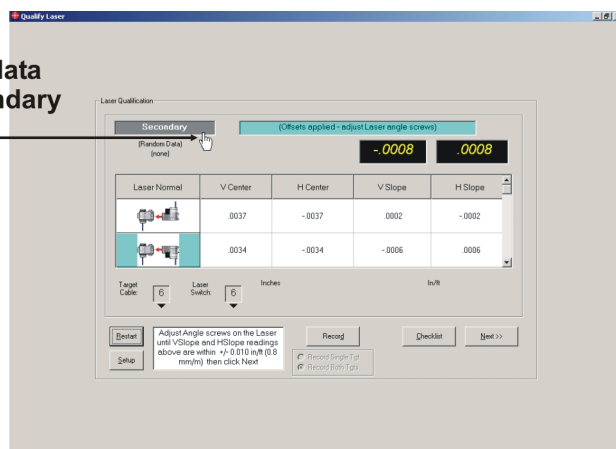 Qualify Laser
data
ndary
Laser Qualification
Secondary
(Offsets applied - adjust Laser angle screws)
(Random Data)
(none)
-.0008
.0008
Laser Normal V Center H Center V Slope H Slope
.0037 -.0037 .0002 -.0002
.0034 -.0034 -.0006 .0006
Target Cable: 6 Laser Switch: 6 Inches In/ft
Restart
Setup
Adjust Angle screws on the Laser
until VSlope and HSlope readings
above are within +/- 0.010 in/ft (0.8
mm/m) then click Next
Record
Record Single Tgt
Record Both Tgts
Checklist
Next >>